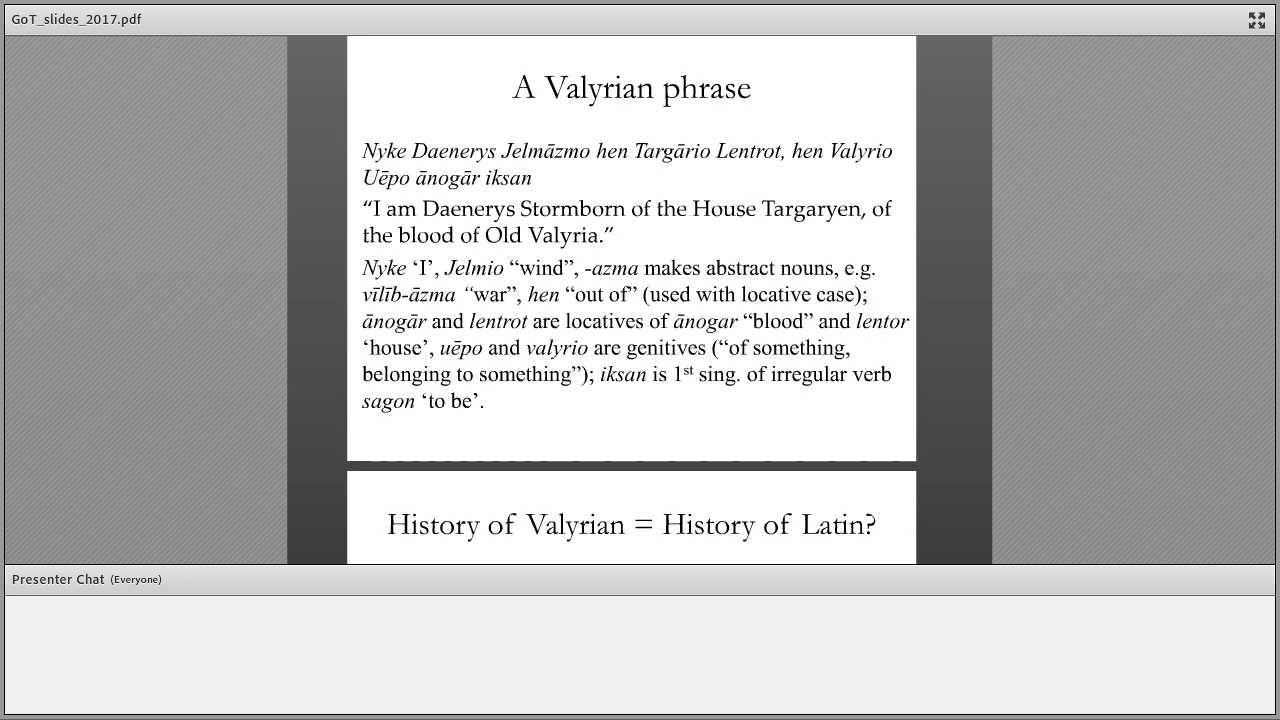 GoT_slides_2017.pdf
A Valyrian phrase
Nyke Daenerys Jelmāzmo hen Targārio Lentrot, hen Valyrio
Uēpo ānogār iksan
“I am Daenerys Stormborn of the House Targaryen, of
the blood of Old Valyria.”
Nyke ‘I’, Jelmio “wind”, -azma makes abstract nouns, e.g.
vīlīb-āzma “war”, hen “out of” (used with locative case);
ānogār and lentrot are locatives of ānogar “blood” and lentor
‘house’, uēpo and valyrio are genitives (“of something,
belonging to something”); iksan is 1st sing. of irregular verb
sagon ‘to be’.
History of Valyrian = History of Latin?
Presenter Chat (Everyone)